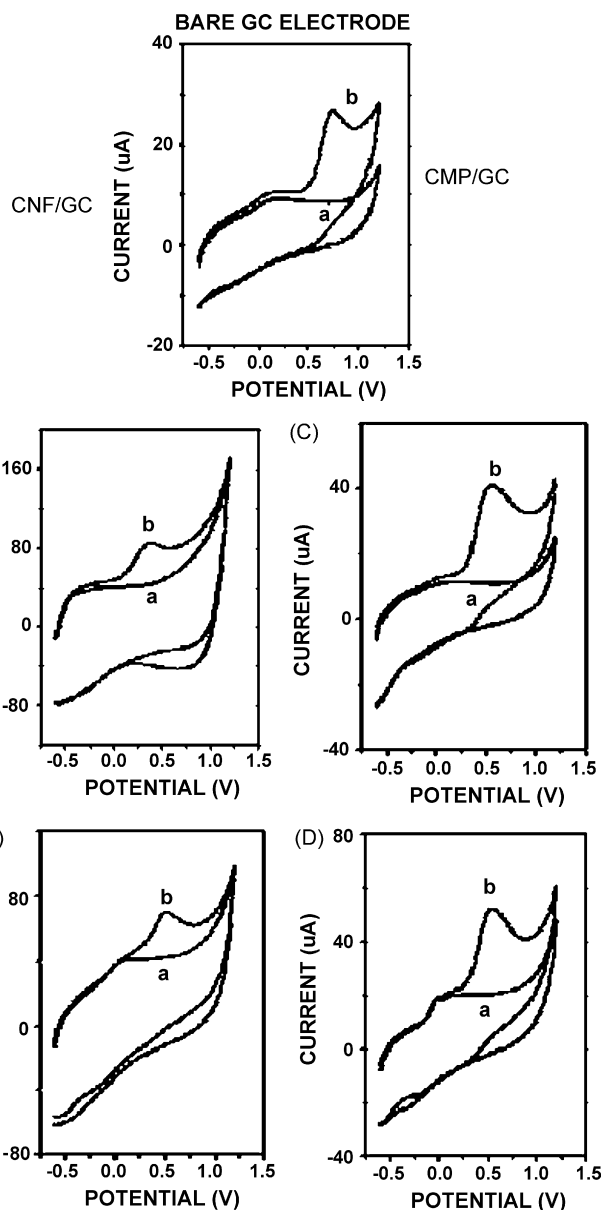 BARE GC ELECTRODE
40
20
0
-20
CURRENT (uA)
b
a
-0.5 0.0 0.5 1.0 1.5
POTENTIAL (V)
CNF/GC
CMP/GC
160
80
0
-80
b
a
-0.5 0.0 0.5 1.0 1.5
POTENTIAL (V)
(C)
40
0
-40
CURRENT (uA)
b
a
-0.5 0.0 0.5 1.0 1.5
POTENTIAL (V)
)
80
0
-80
b
a
-0.5 0.0 0.5 1.0 1.5
POTENTIAL (V)
(D)
80
40
0
-40
CURRENT (uA)
b
a
-0.5 0.0 0.5 1.0 1.5
POTENTIAL (V)